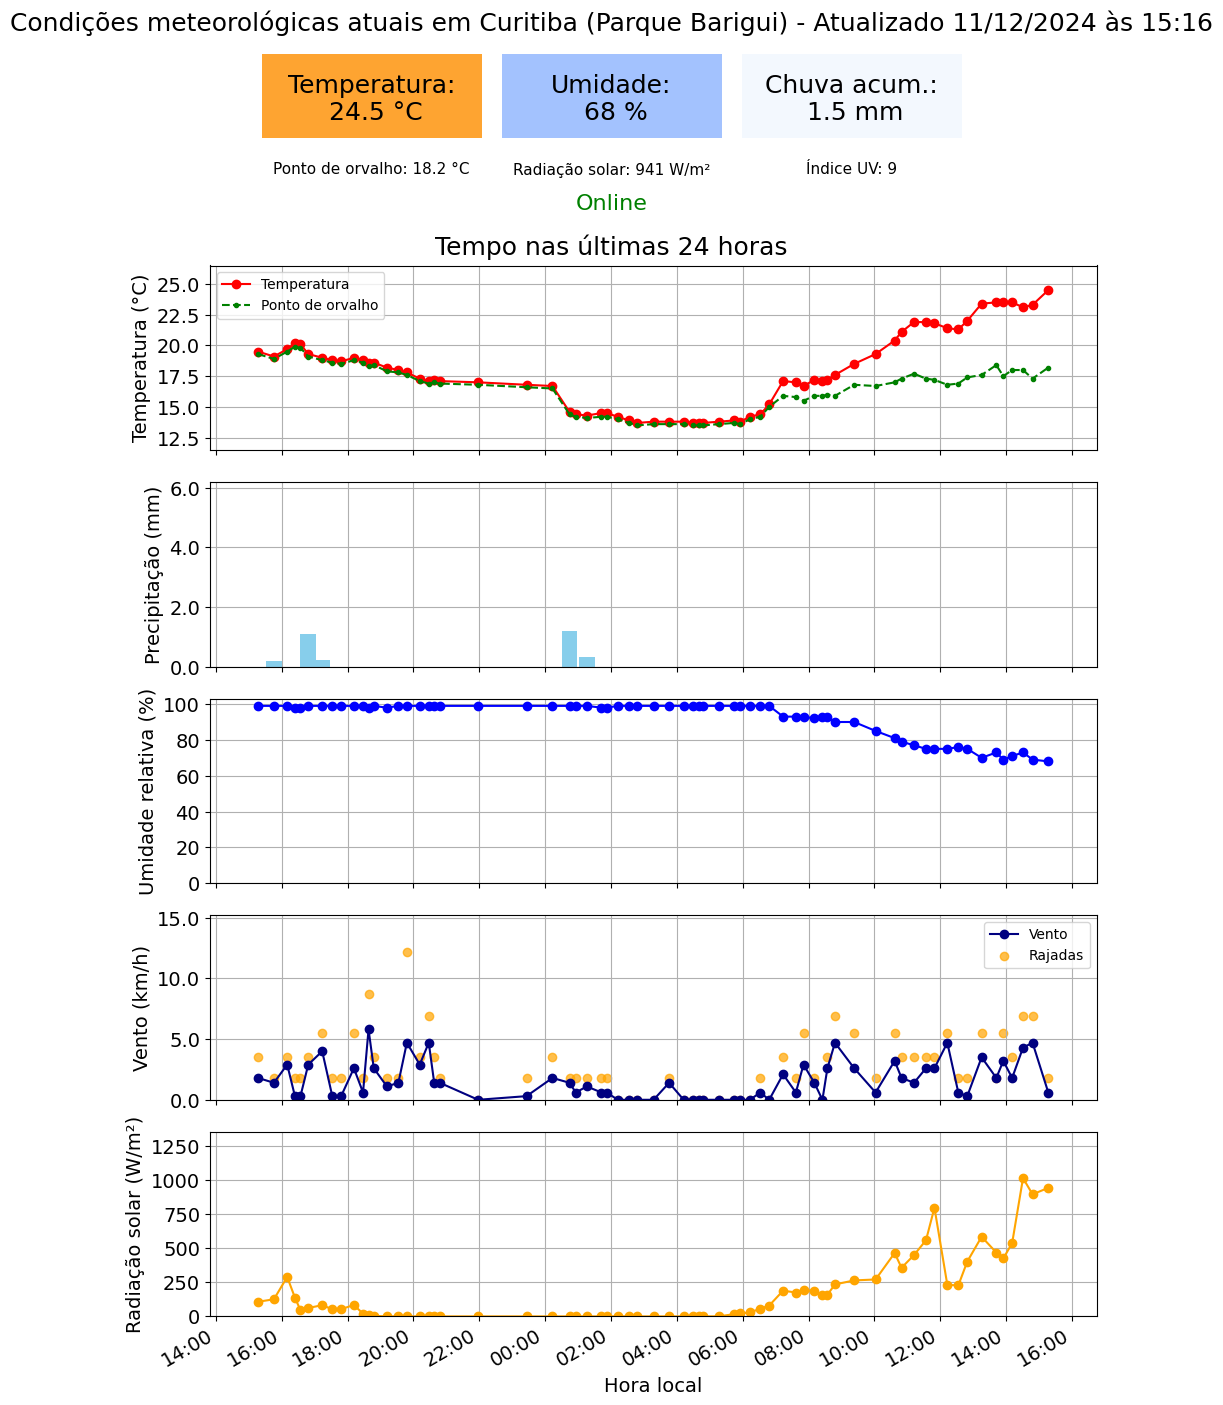 Condições meteorológicas atuais em Curitiba (Parque Barigui) - Atualizado 11/12/2024 às 15:16
Temperatura:
24.5 °C
Umidade:
68 %
Chuva acum.:
1.5 mm
Ponto de orvalho: 18.2 °C
Radiação solar: 941 W/m²
Índice UV: 9
Online
Tempo nas últimas 24 horas
Temperatura (°C)
25.0
22.5
20.0
17.5
15.0
12.5
Temperatura
Ponto de orvalho
Precipitação (mm)
6.0
4.0
2.0
0.0
Umidade relativa (%)
100
80
60
40
20
0
Vento (km/h)
15.0
10.0
5.0
0.0
Vento
Rajadas
Radiação solar (W/m²)
1250
1000
750
500
250
0
14:00
16:00
18:00
20:00
22:00
00:00
02:00
04:00
06:00
08:00
10:00
12:00
14:00
16:00
Hora local